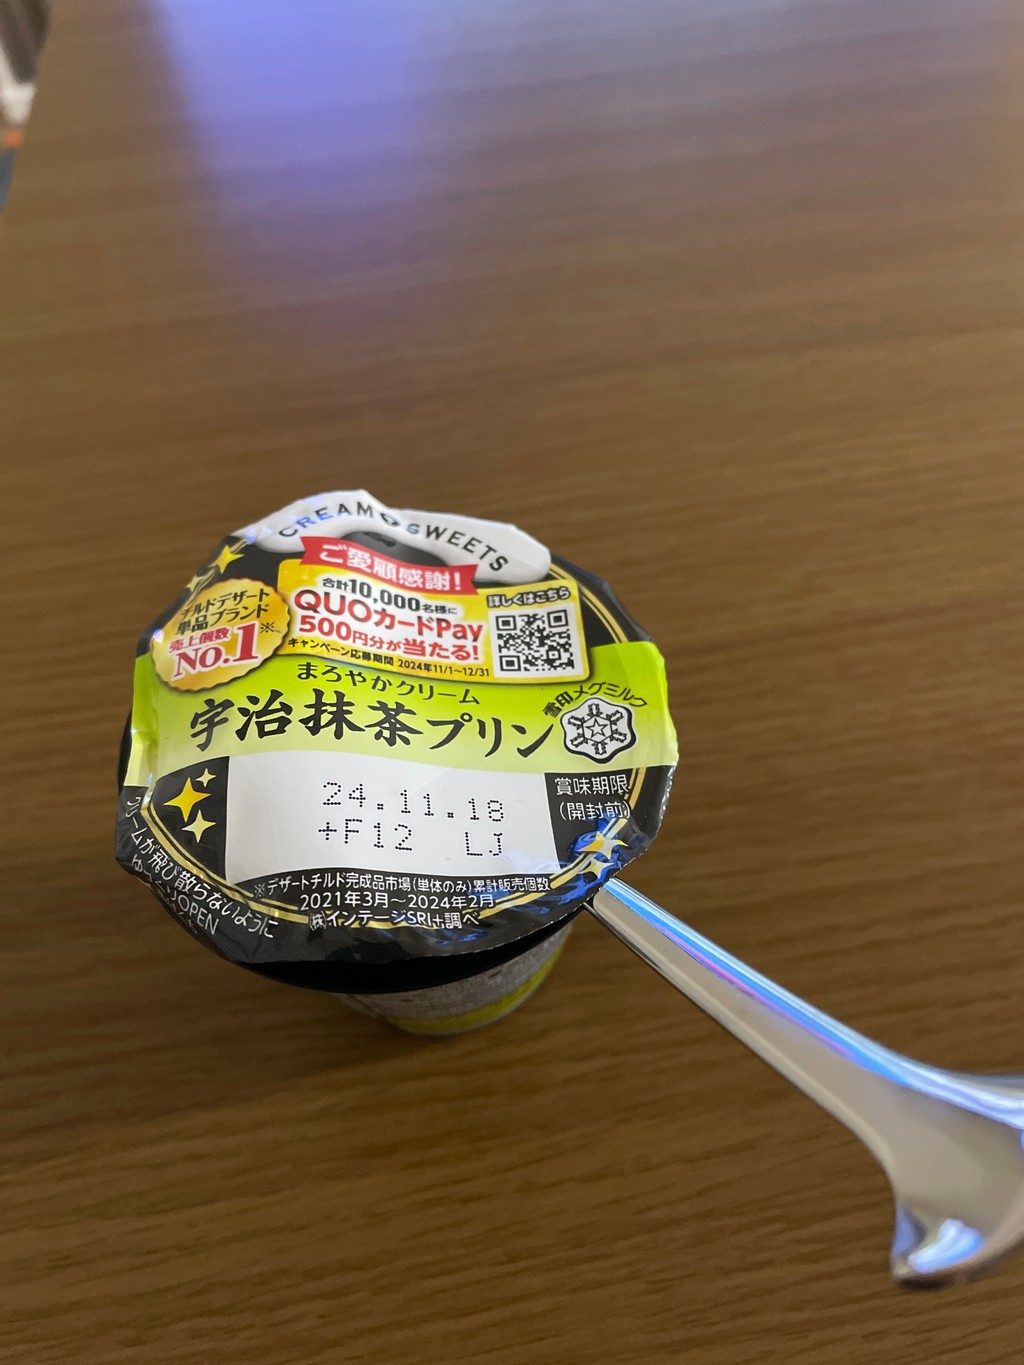 CREAM SWEETS
ご愛顧感謝!
合計10,000名様に
QUOカードPay
500円分が当たる!
キャンペーン応募期間 2024年11/1~12/31
詳しくはこちら
チルドデザート
単品ブランド
売上個数※
NO.1
まろやかクリーム
宇治抹茶プリン
雪印メグミルク
24.11.18
+F12 LJ
賞味期限
(開封前)
※デザートチルド完成品市場(単体のみ)累計販売個数
2021年3月~2024年2月
㈱インテージSRI+調べ
クリームが飛び散らないように
OPEN